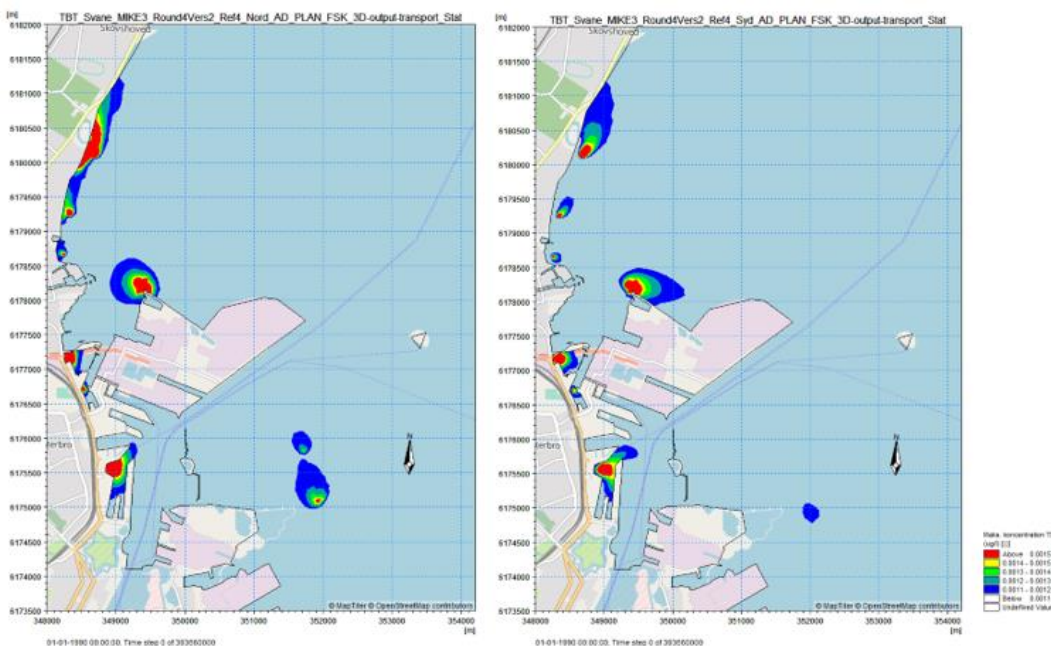 TBT_Svane_MIKE3_Round4Vers2_Ref4_Nord_AD_PLAN_FSK_3D-output-transport_Stat
[m]
6182000
Skovshoved
6181500
6181000
6180500
6180000
6179500
6179000
6178500
6178000
6177500
6177000
6176500
6176000
N
terbro
6175500
6175000
6174500
6174000
6173500
© MapTiler © OpenStreetMap contributors
348000 349000 350000 351000 352000 353000 354000
[m]
01-01-1990 00:00:00, Time step 0 of 393660000
TBT_Svane_MIKE3_Round4Vers2_Ref4_Syd_AD_PLAN_FSK_3D-output-transport_Stat
[m]
6182000
Skovshoved
6181500
6181000
6180500
6180000
6179500
6179000
6178500
6178000
6177500
6177000
6176500
6176000
N
terbro
6175500
6175000
6174500
6174000
6173500
© MapTiler © OpenStreetMap contributors
348000 349000 350000 351000 352000 353000 354000
[m]
01-01-1990 00:00:00, Time step 0 of 393660000
(ug/l) []
Above 0.0015
0.0014 - 0.0015
0.0013 - 0.0014
0.0012 - 0.0013
0.0011 - 0.0012
Below 0.0011
Undefined Value